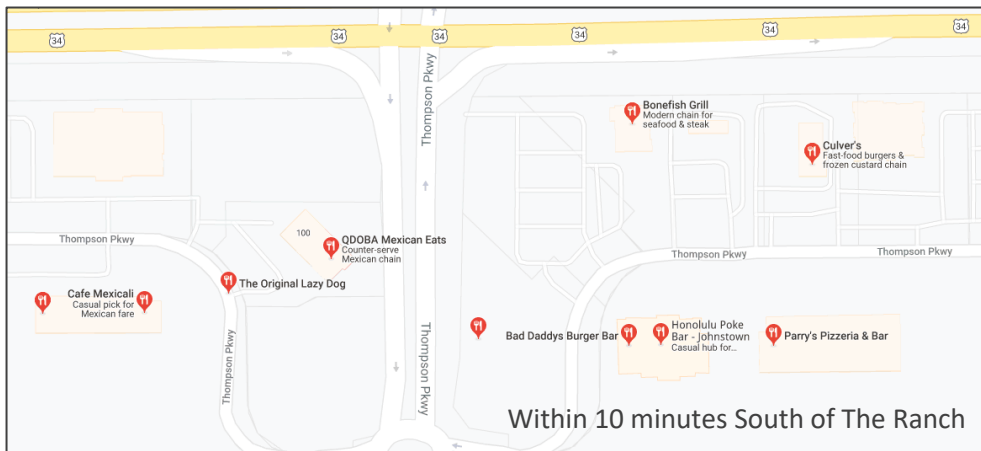 34
34
34
34
34
34
Thompson Pkwy
Bonefish Grill
Modern chain for
seafood & steak
Culver's
Fast-food burgers &
frozen custard chain
Thompson Pkwy
100
QDOBA Mexican Eats
Counter-serve
Mexican chain
Thompson Pkwy
Thompson Pkwy
The Original Lazy Dog
Cafe Mexicali
Casual pick for
Mexican fare
Thompson Pkwy
Thompson Pkwy
Bad Daddys Burger Bar
Honolulu Poke
Bar - Johnstown
Casual hub for...
Parry's Pizzeria & Bar
Within 10 minutes South of The Ranch